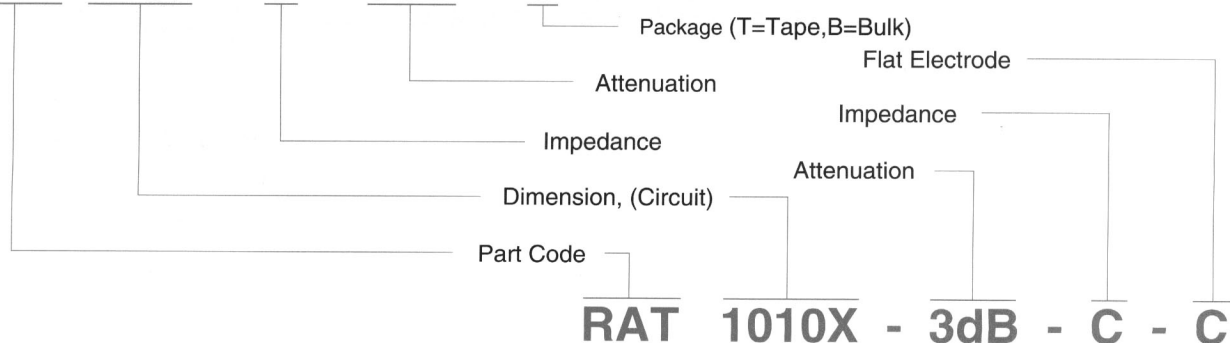 Package (T=Tape,B=Bulk)
Flat Electrode
Attenuation
Impedance
Impedance
Attenuation
Dimension, (Circuit)
Part Code
RAT 1010X - 3dB - C - C